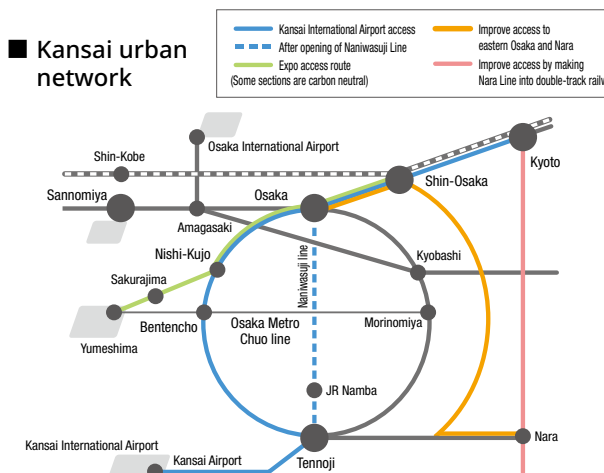 ■ Kansai urban
network
Kansai International Airport access
After opening of Naniwasuji Line
Expo access route
(Some sections are carbon neutral)
Improve access to
eastern Osaka and Nara
Improve access by making
Nara Line into double-track railw
Osaka International Airport
Shin-Kobe
Kyoto
Sannomiya
Osaka
Shin-Osaka
Amagasaki
Nishi-Kujo
Kyobashi
Naniwasuji line
Sakurajima
Bentencho
Osaka Metro
Chuo line
Morinomiya
Yumeshima
JR Namba
Kansai International Airport
Kansai Airport
Tennoji
Nara